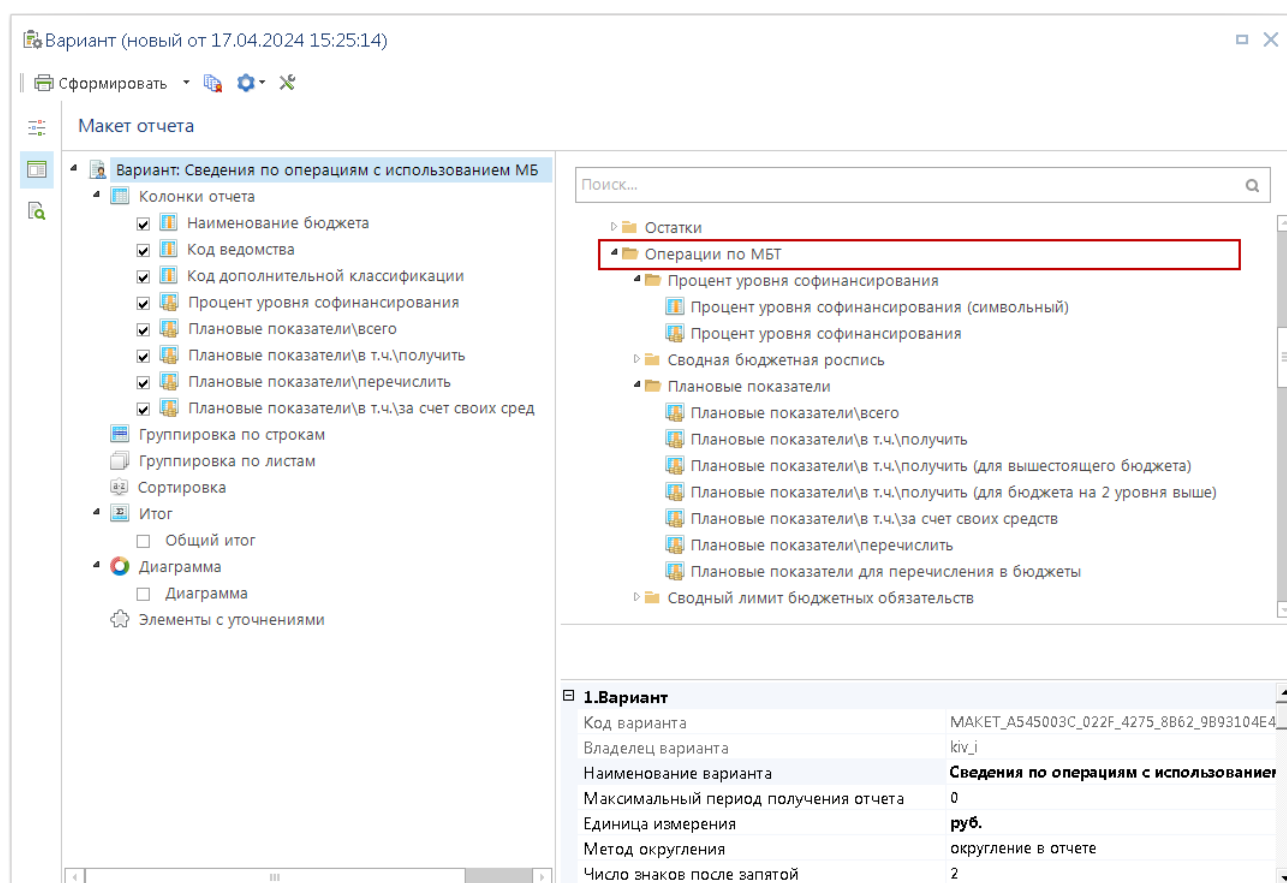 Вариант (новый от 17.04.2024 15:25:14)
Сформировать
Макет отчета
Вариант: Сведения по операциям с использованием МБ
Колонки отчета
Наименование бюджета
Код ведомства
Код дополнительной классификации
Процент уровня софинансирования
Плановые показатели\всего
Плановые показатели\в т.ч.\получить
Плановые показатели\перечислить
Плановые показатели\в т.ч.\за счет своих сред
Группировка по строкам
Группировка по листам
Сортировка
Итог
Общий итог
Диаграмма
Диаграмма
Элементы с уточнениями
Поиск...
Остатки
Операции по МБТ
Процент уровня софинансирования
Процент уровня софинансирования (символьный)
Процент уровня софинансирования
Сводная бюджетная роспись
Плановые показатели
Плановые показатели\всего
Плановые показатели\в т.ч.\получить
Плановые показатели\в т.ч.\получить (для вышестоящего бюджета)
Плановые показатели\в т.ч.\получить (для бюджета на 2 уровня выше)
Плановые показатели\в т.ч.\за счет своих средств
Плановые показатели\перечислить
Плановые показатели для перечисления в бюджеты
Сводный лимит бюджетных обязательств
1.Вариант
Код варианта MAKET_A545003C_022F_4275_8B62_9B93104E4
Владелец варианта kiv_i
Наименование варианта Сведения по операциям с использование
Максимальный период получения отчета 0
Единица измерения руб.
Метод округления округление в отчете
Число знаков после запятой 2